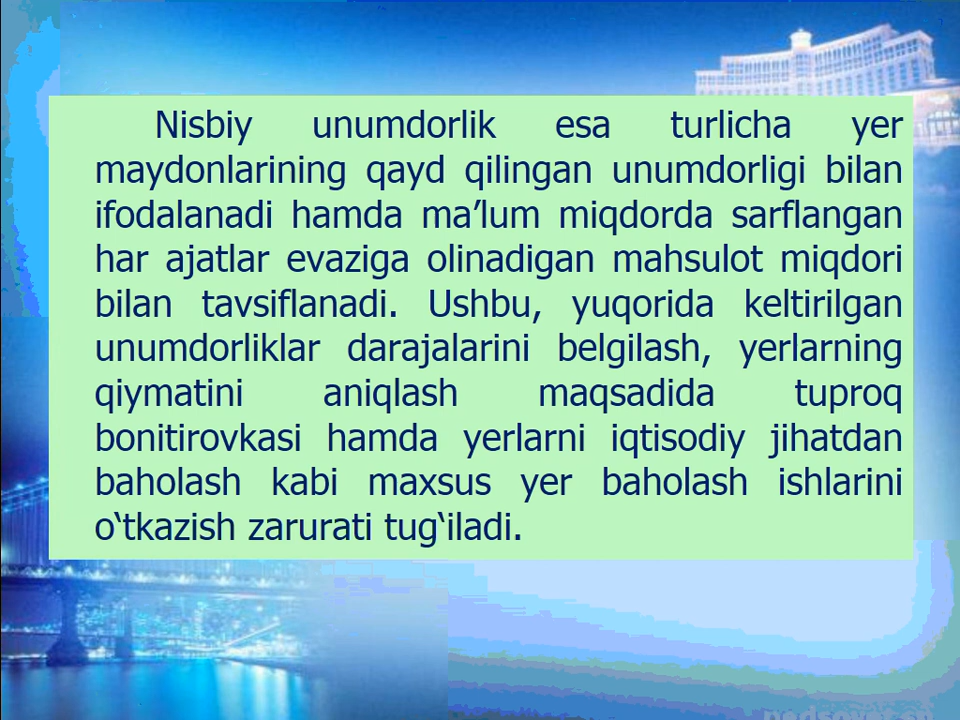 Nisbiy unumdorlik esa turlicha yer
maydonlarining qayd qilingan unumdorligi bilan
ifodalanadi hamda ma’lum miqdorda sarflangan
har ajatlar evaziga olinadigan mahsulot miqdori
bilan tavsiflanadi. Ushbu, yuqorida keltirilgan
unumdorliklar darajalarini belgilash, yerlarning
qiymatini aniqlash maqsadida tuproq
bonitirovkasi hamda yerlarni iqtisodiy jihatdan
baholash kabi maxsus yer baholash ishlarini
o‘tkazish zarurati tug‘iladi.